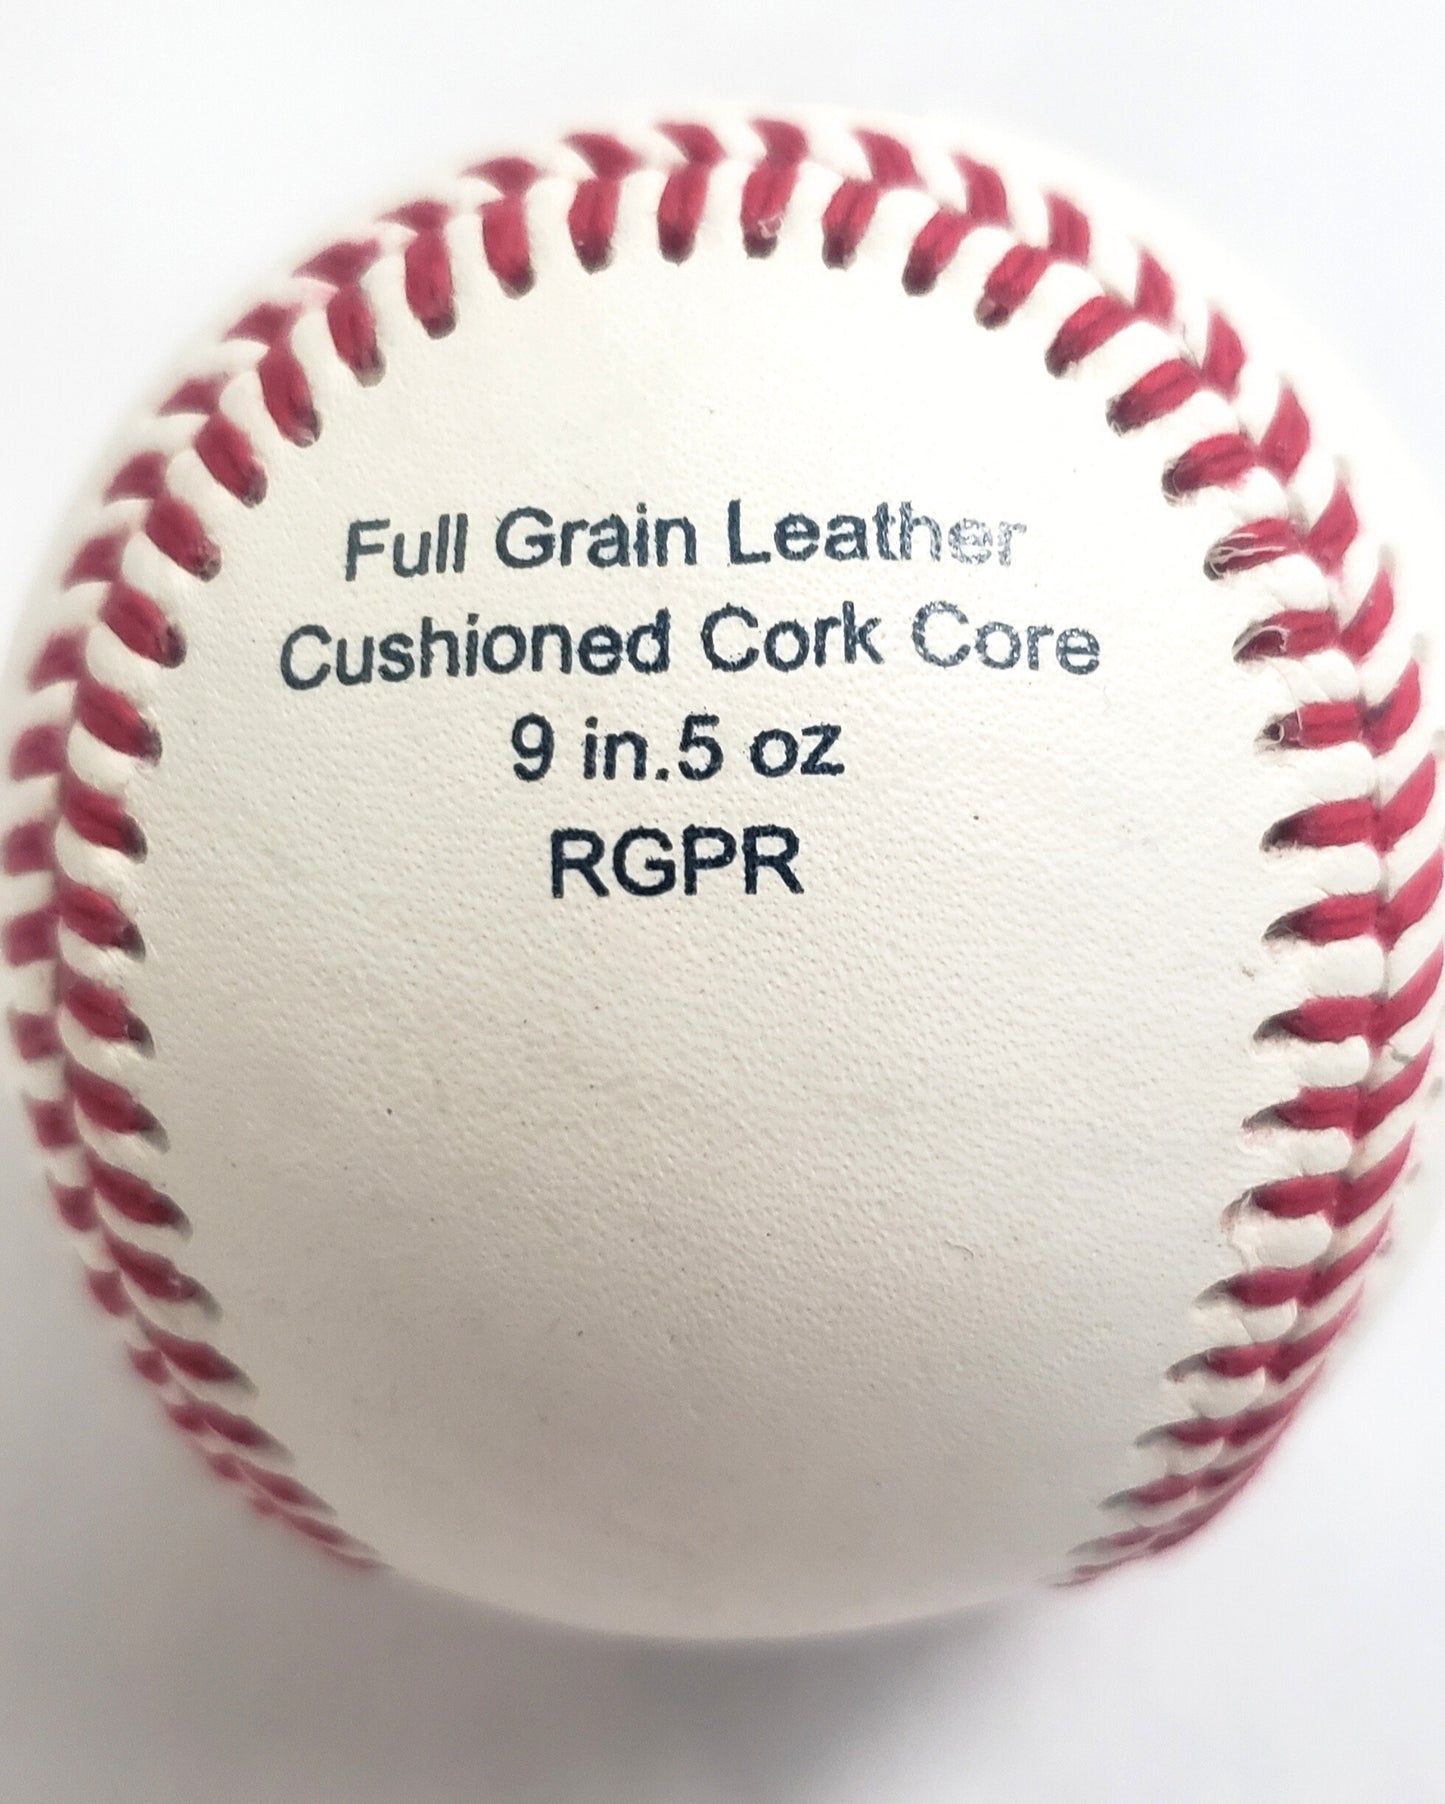 Full Grain Leather
Cushioned Cork Core
9 in.5 oz
RGPR